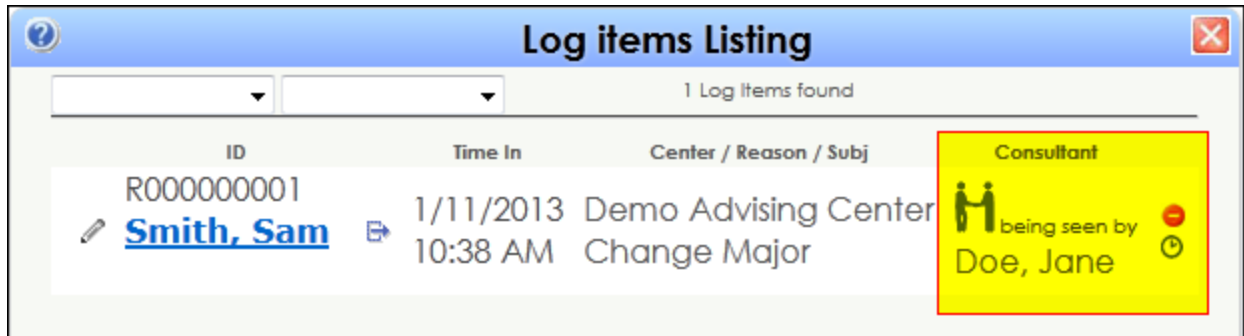 Log items Listing
1 Log Items found
ID Time In Center / Reason / Subj Consultant
R000000001
Smith, Sam
1/11/2013 Demo Advising Center
10:38 AM Change Major
being seen by
Doe, Jane